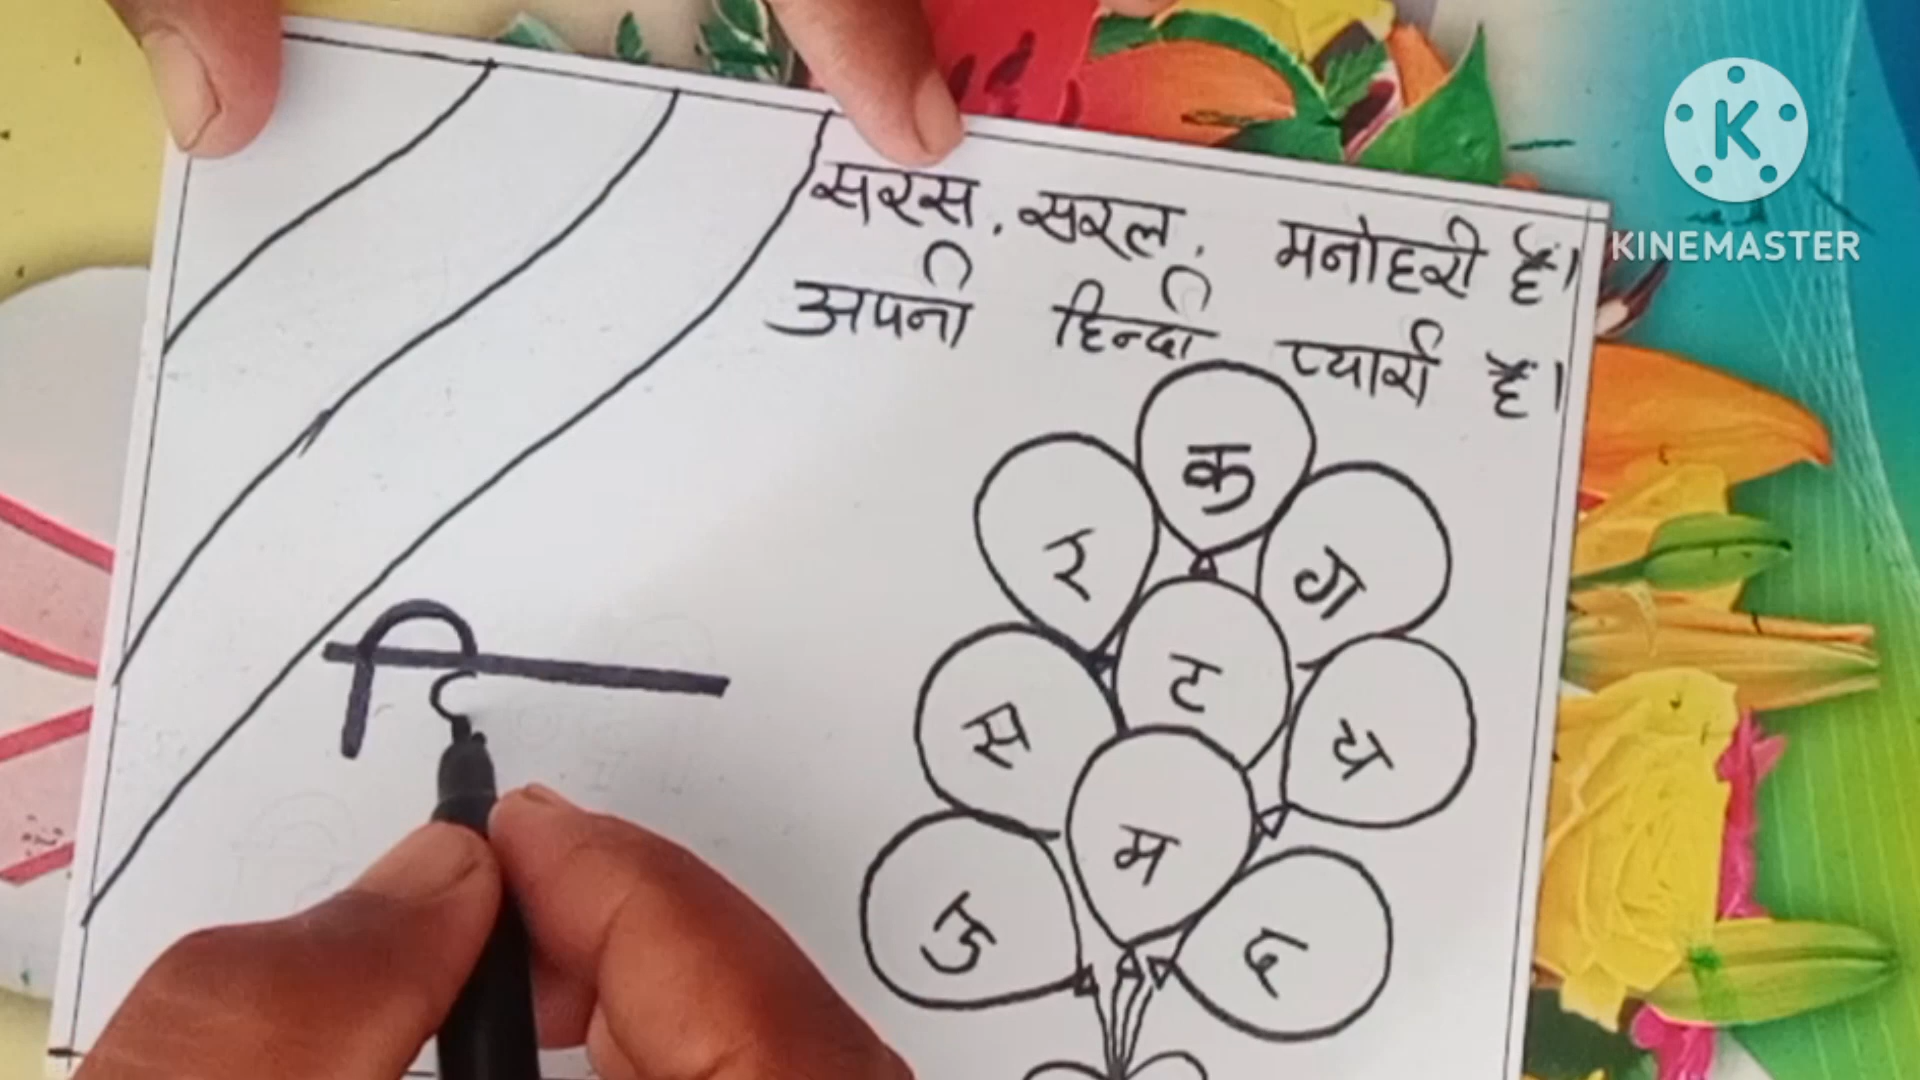 सरस, सरल, मनोहरी हैं।
अपनी हिन्दी प्यारी हैं।
क
र
ग
स
ट
य
म
ड
द
K
KINEMASTER